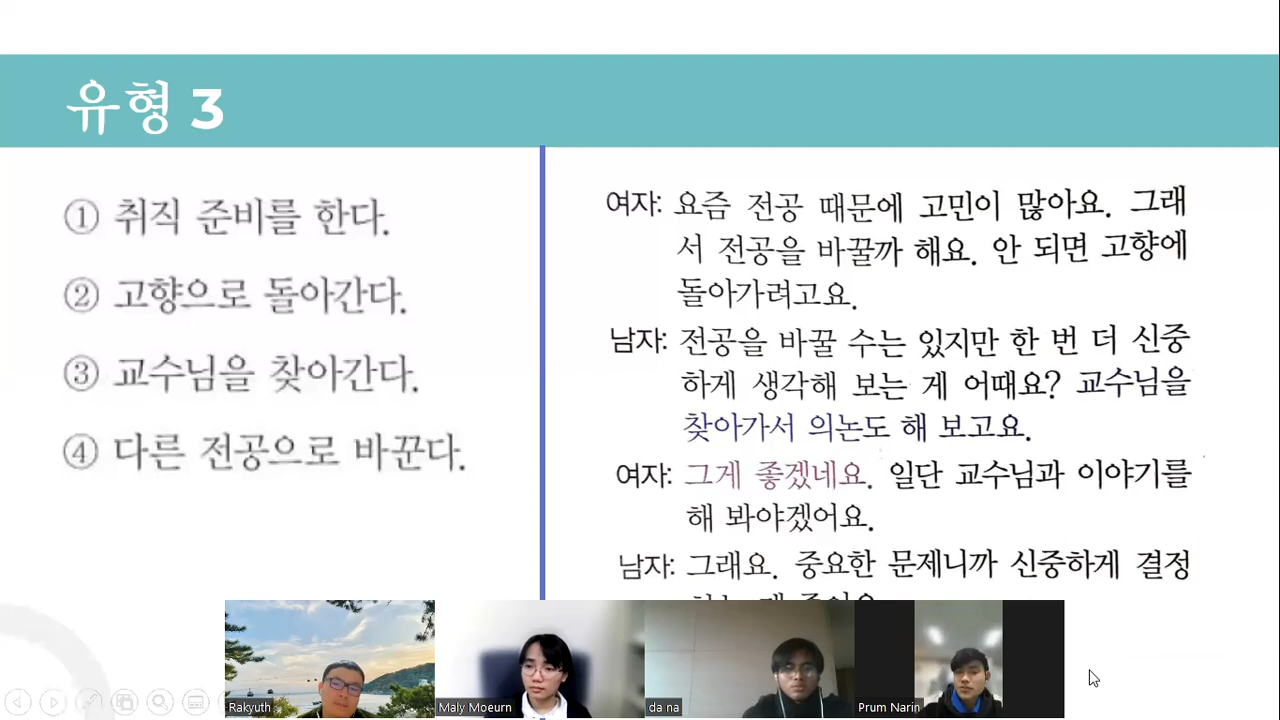 유형 3
① 취직 준비를 한다.
② 고향으로 돌아간다.
③ 교수님을 찾아간다.
④ 다른 전공으로 바꾼다.
여자: 요즘 전공 때문에 고민이 많아요. 그래
서 전공을 바꿀까 해요. 안 되면 고향에
돌아가려고요.
남자: 전공을 바꿀 수는 있지만 한 번 더 신중
하게 생각해 보는 게 어때요? 교수님을
찾아가서 의논도 해 보고요.
여자: 그게 좋겠네요. 일단 교수님과 이야기를
해 봐야겠어요.
남자: 그래요. 중요한 문제니까 신중하게 결정
Rakyuth
Maly Moeurn
da na
Prum Narin